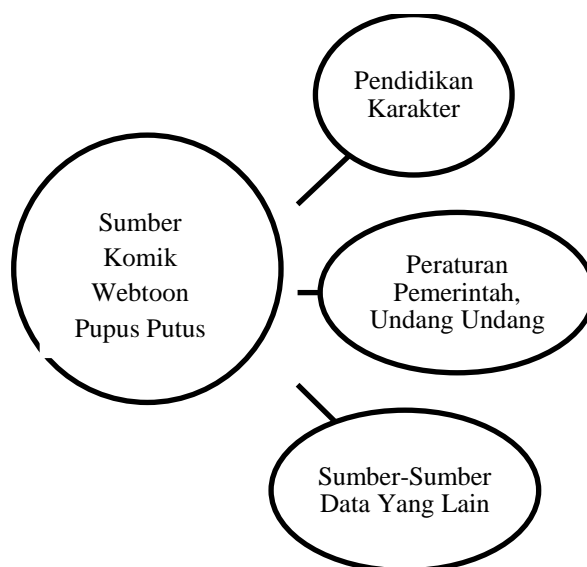 Pendidikan
Karakter
Sumber
Komik
Webtoon
Pupus Putus
Peraturan
Pemerintah,
Undang Undang
Sumber-Sumber
Data Yang Lain